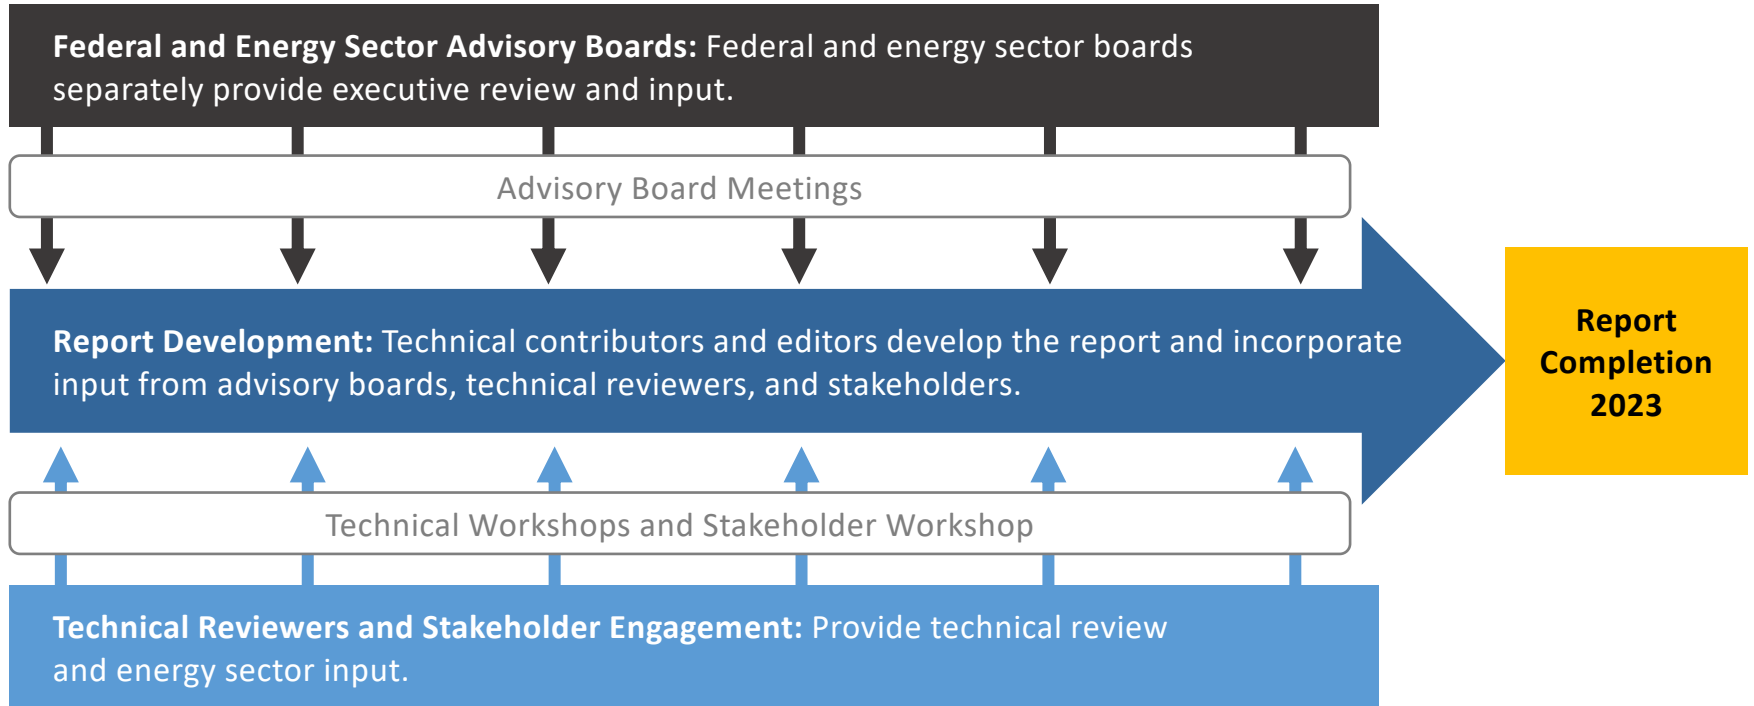 Federal and Energy Sector Advisory Boards: Federal and energy sector boards
separately provide executive review and input.
Advisory Board Meetings
Report Development: Technical contributors and editors develop the report and incorporate
input from advisory boards, technical reviewers, and stakeholders.
Report
Completion
2023
Technical Workshops and Stakeholder Workshop
Technical Reviewers and Stakeholder Engagement: Provide technical review
and energy sector input.